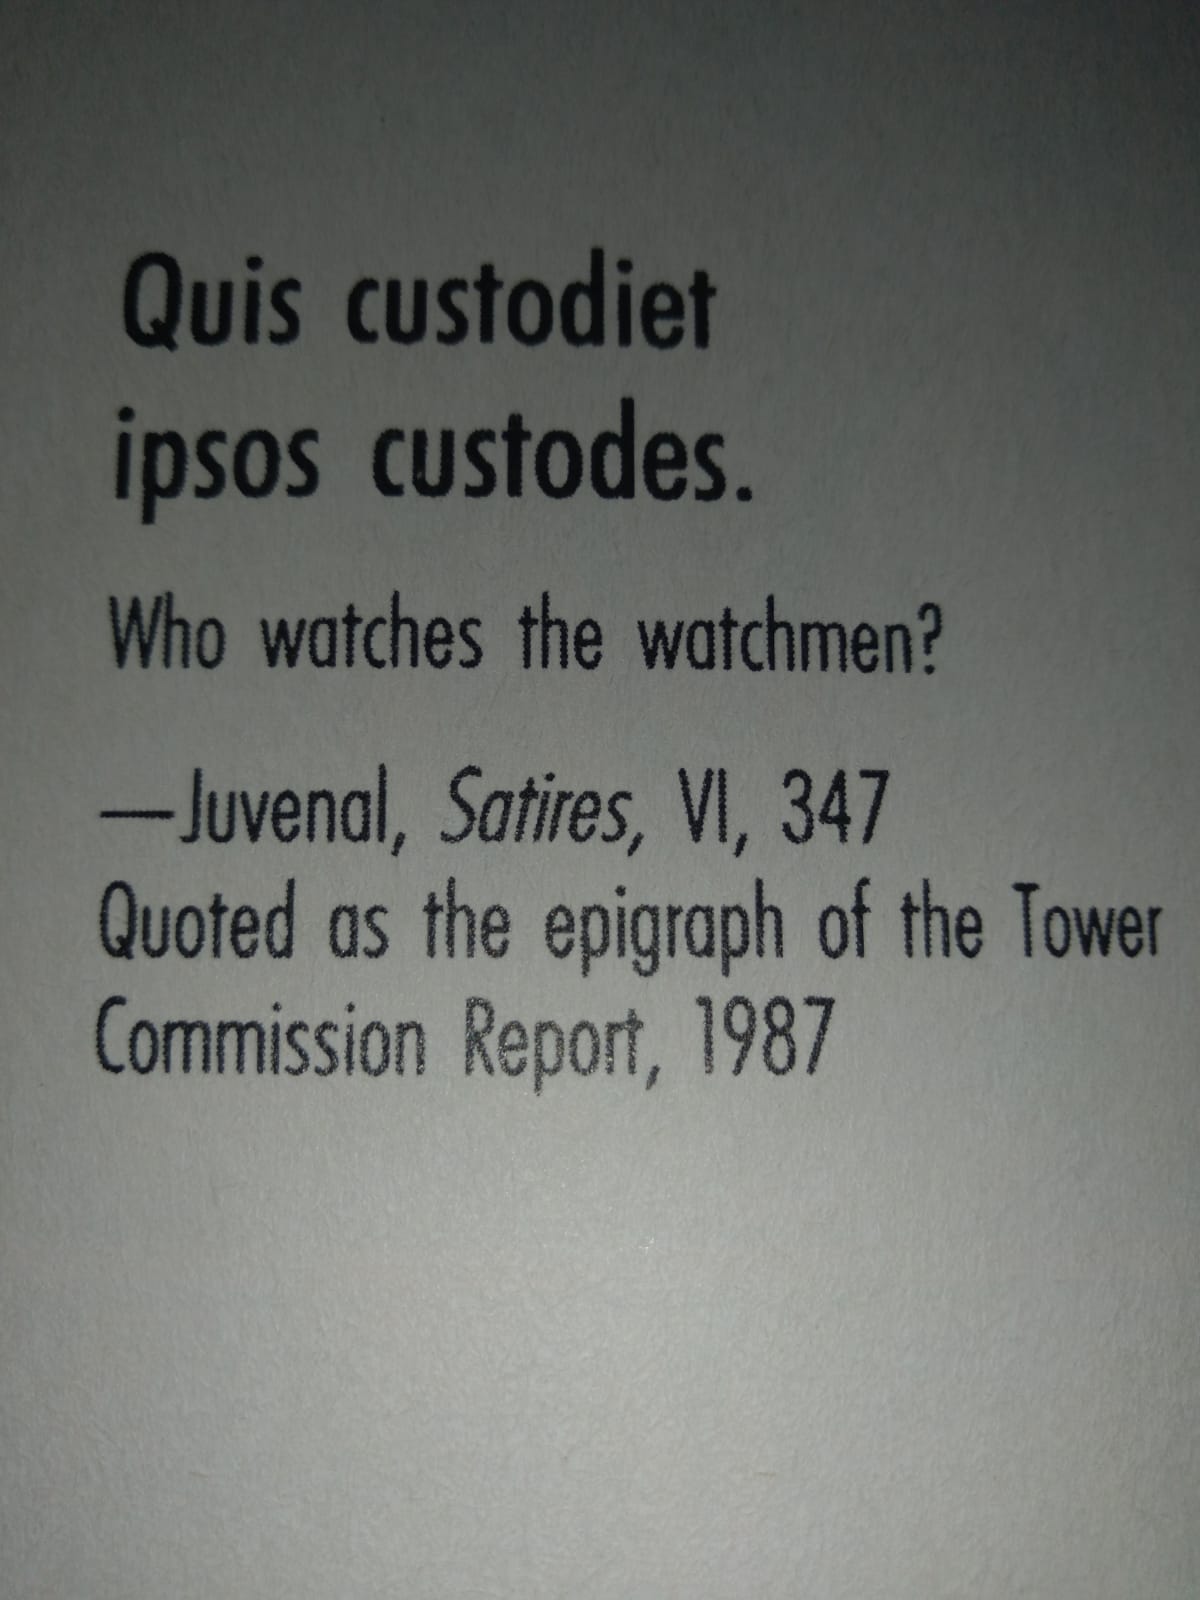 Quis custodiet
ipsos custodes.
Who watches the watchmen?
—Juvenal, Satires, VI, 347
Quoted as the epigraph of the Tower
Commission Report, 1987